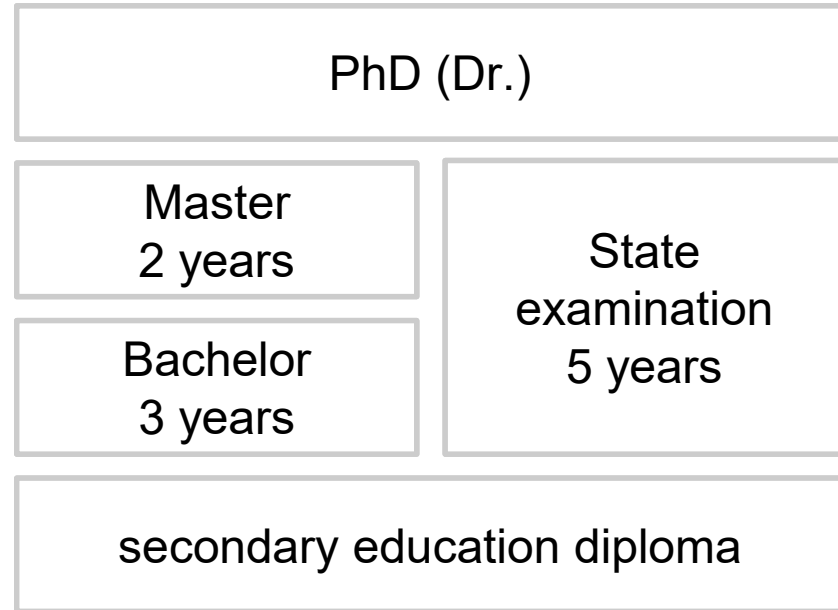 PhD (Dr.)
Master
2 years
Bachelor
3 years
State
examination
5 years
secondary education diploma